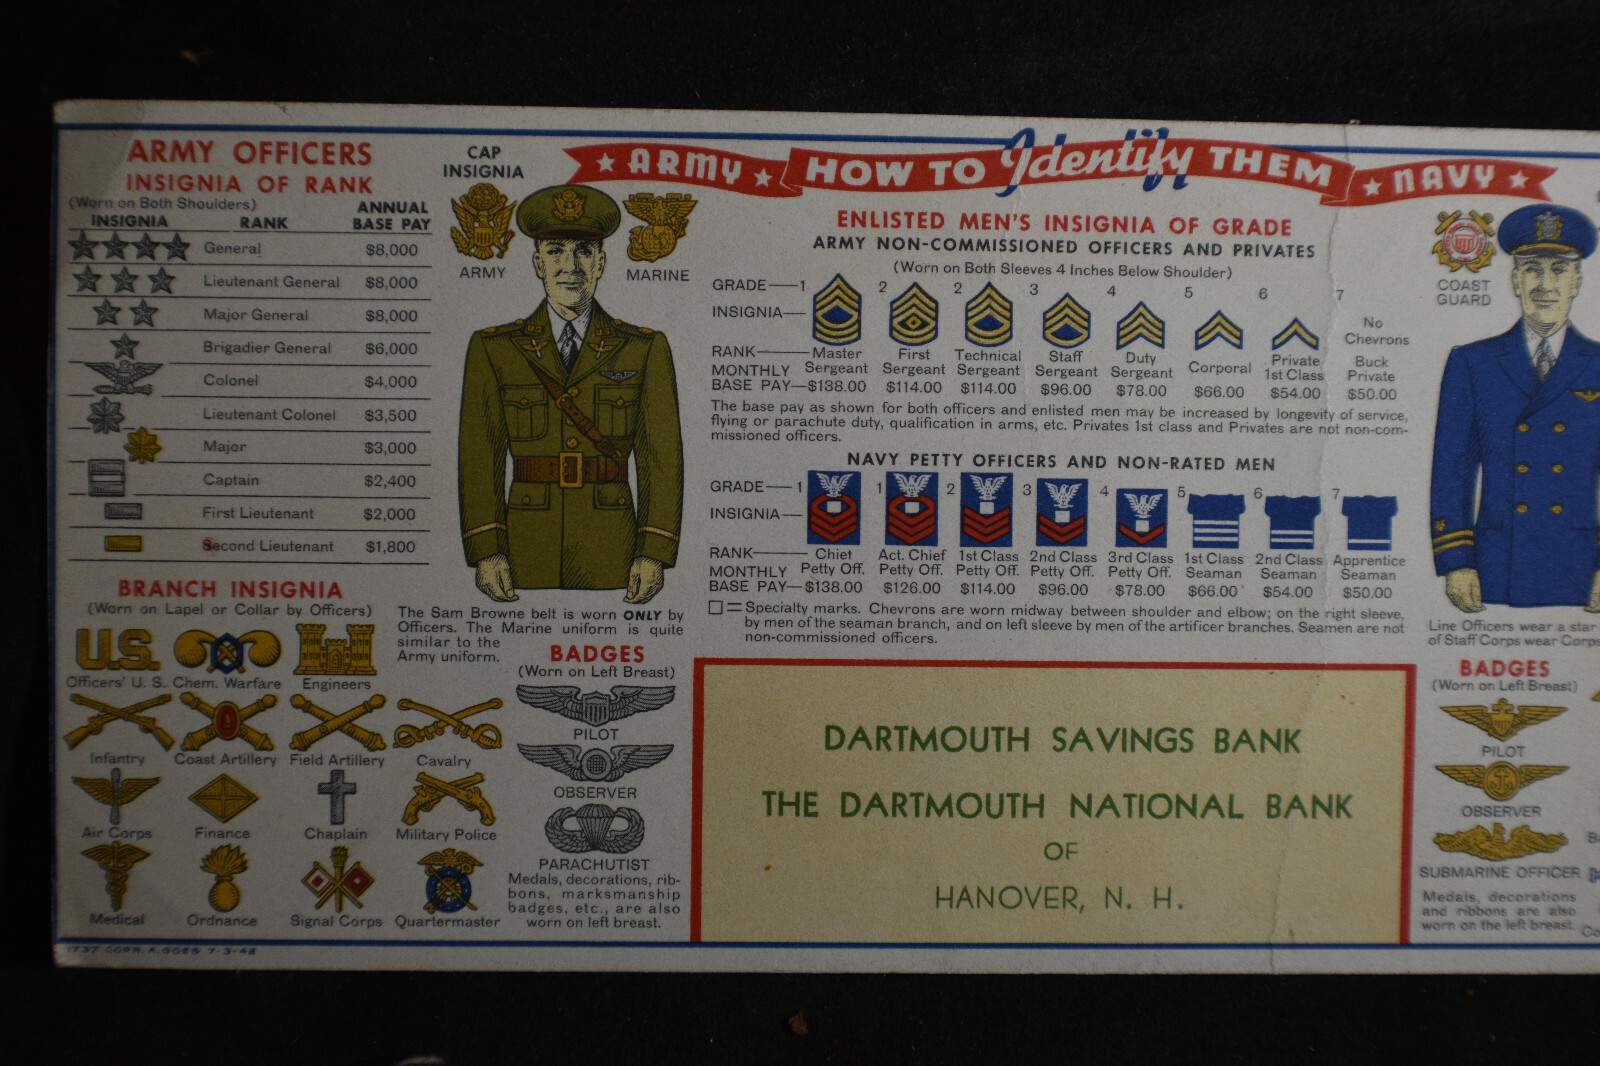 ARMY OFFICERS
INSIGNIA OF RANK
(Worn on Both Shoulders)
INSIGNIA RANK ANNUAL BASE PAY
General $8,000
Lieutenant General $8,000
Major General $8,000
Brigadier General $6,000
Colonel $4,000
Lieutenant Colonel $3,500
Major $3,000
Captain $2,400
First Lieutenant $2,000
Second Lieutenant $1,800
BRANCH INSIGNIA
(Worn on Lapel or Collar by Officers)
U.S.
Officers' U. S. Chem. Warfare Engineers
Infantry Coast Artillery Field Artillery Cavalry
Air Corps Finance Chaplain Military Police
Medical Ordnance Signal Corps Quartermaster
1737 COPR. A. GOES 7-3-42
CAP
INSIGNIA
ARMY
MARINE
The Sam Browne belt is worn ONLY by
Officers. The Marine uniform is quite
similar to the
Army uniform.
BADGES
(Worn on Left Breast)
PILOT
OBSERVER
PARACHUTIST
Medals, decorations, rib-
bons, marksmanship
badges, etc., are also
worn on left breast.
ARMY HOW TO Identify THEM NAVY
ENLISTED MEN'S INSIGNIA OF GRADE
ARMY NON-COMMISSIONED OFFICERS AND PRIVATES
(Worn on Both Sleeves 4 Inches Below Shoulder)
GRADE—1 2 2 3 4 5 6 7
INSIGNIA— No Chevrons
RANK— Master Sergeant First Sergeant Technical Sergeant Staff Sergeant Duty Sergeant Corporal Private 1st Class Buck Private
MONTHLY
BASE PAY—$138.00 $114.00 $114.00 $96.00 $78.00 $66.00 $54.00 $50.00
The base pay as shown for both officers and enlisted men may be increased by longevity of service,
flying or parachute duty, qualification in arms, etc. Privates 1st class and Privates are not non-com-
missioned officers.
NAVY PETTY OFFICERS AND NON-RATED MEN
GRADE—1 1 2 3 4 5 6 7
INSIGNIA—
RANK— Chief Petty Off. Act. Chief Petty Off. 1st Class Petty Off. 2nd Class Petty Off. 3rd Class Petty Off. 1st Class Seaman 2nd Class Seaman Apprentice Seaman
MONTHLY
BASE PAY—$138.00 $126.00 $114.00 $96.00 $78.00 $66.00 $54.00 $50.00
= Specialty marks. Chevrons are worn midway between shoulder and elbow; on the right sleeve,
by men of the seaman branch, and on left sleeve by men of the artificer branches. Seamen are not
non-commissioned officers.
DARTMOUTH SAVINGS BANK
THE DARTMOUTH NATIONAL BANK
OF
HANOVER, N. H.
COAST
GUARD
Line Officers wear a star
of Staff Corps wear Corps
BADGES
(Worn on Left Breast)
PILOT
OBSERVER
SUBMARINE OFFICER
Medals, decorations
and ribbons are also
worn on the left breast.